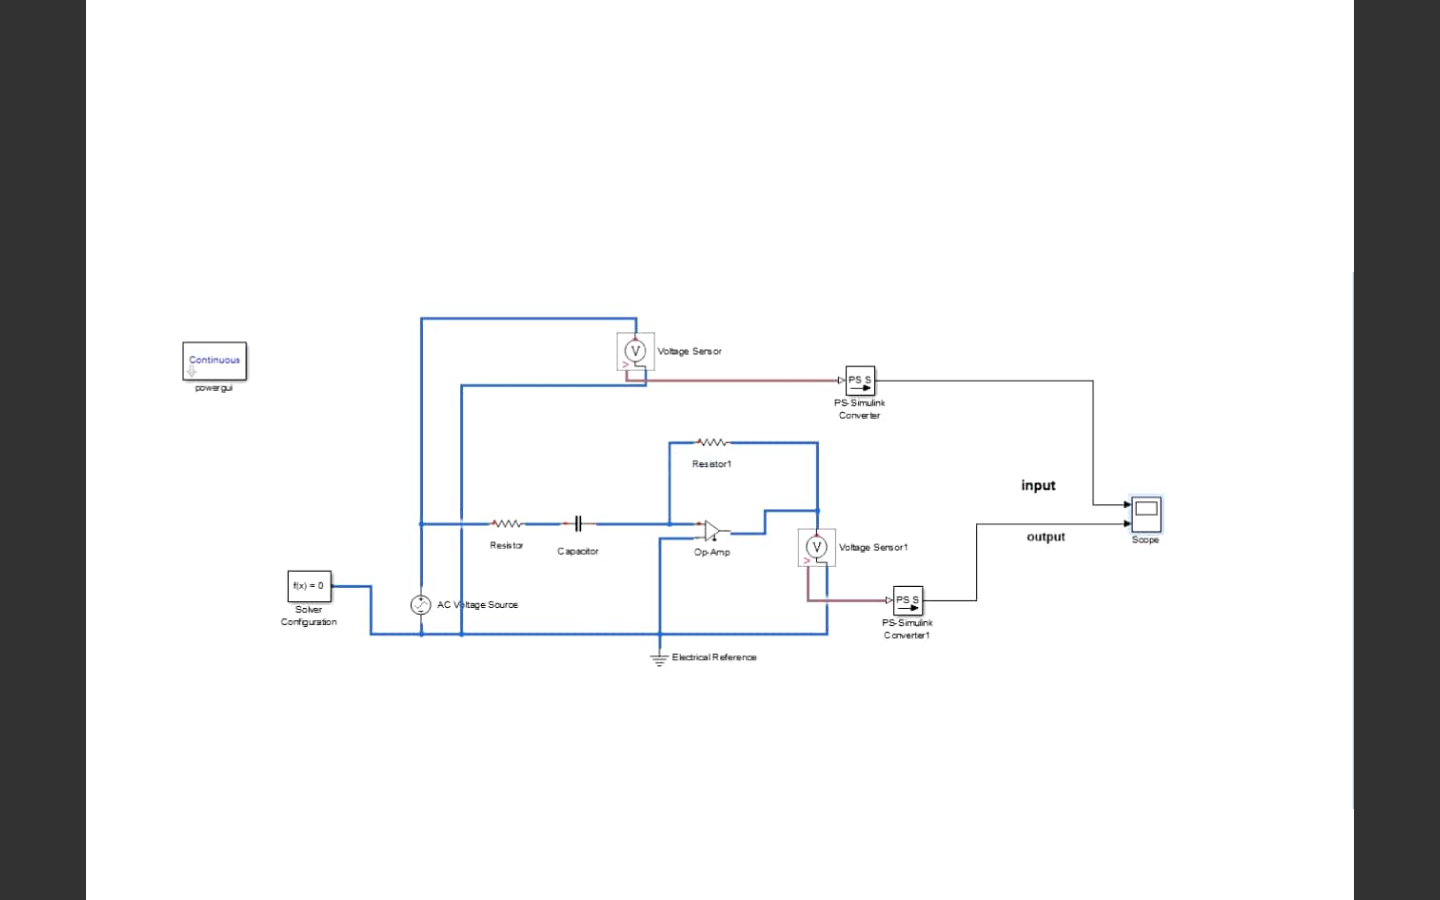 Voltage Sensor
Continuous
powergui
PS S
PS-Simulink
Converter
Resistor1
input
output
Scope
Resistor
Capacitor
Op-Amp
V
Voltage Sensor1
V
f(x) = 0
Solver
Configuration
AC Voltage Source
PS S
PS-Simulink
Converter1
Electrical Reference